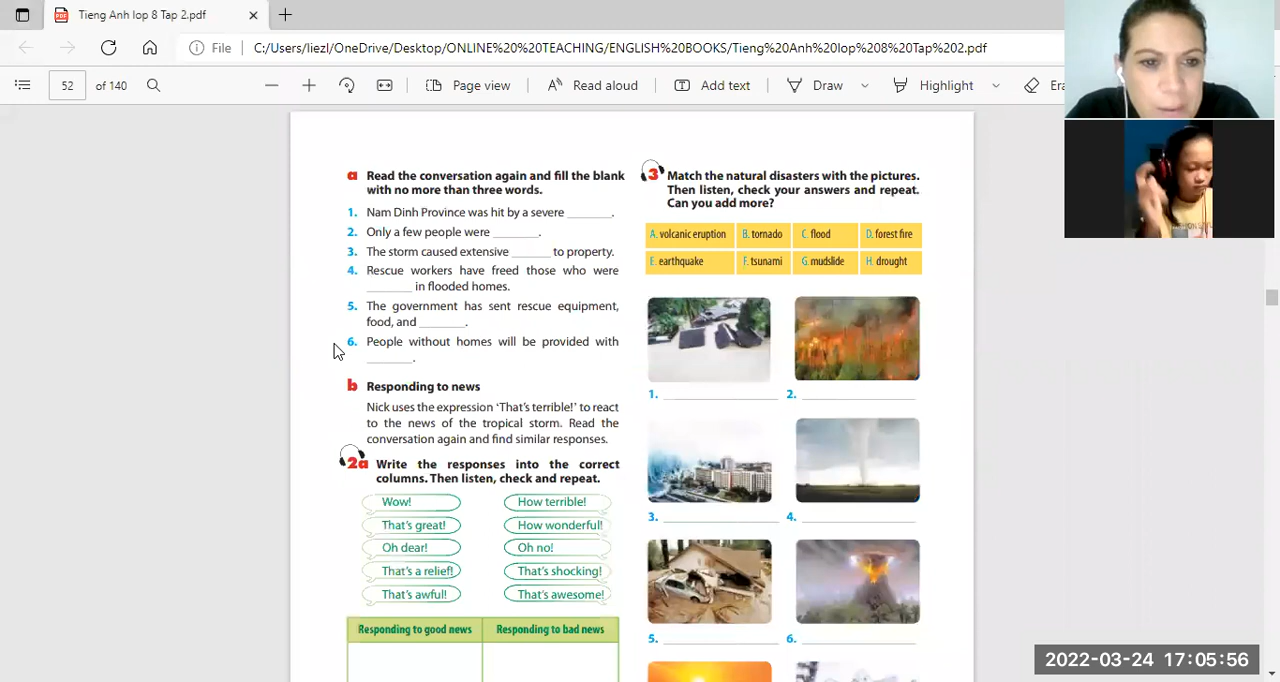 Tieng Anh lop 8 Tap 2.pdf
File
C:/Users/liezl/OneDrive/Desktop/ONLINE%20%20TEACHING/ENGLISH%20BOOKS/Tieng%20Anh%20lop%208%20Tap%202.pdf
52 of 140
Page view
Read aloud
Add text
Draw
Highlight
a Read the conversation again and fill the blank
with no more than three words.
1. Nam Dinh Province was hit by a severe _______.
2. Only a few people were _______.
3. The storm caused extensive ______ to property.
4. Rescue workers have freed those who were
_______ in flooded homes.
5. The government has sent rescue equipment,
food, and _______.
6. People without homes will be provided with
_______.
b Responding to news
Nick uses the expression ‘That's terrible!’ to react
to the news of the tropical storm. Read the
conversation again and find similar responses.
2a Write the responses into the correct
columns. Then listen, check and repeat.
Wow! How terrible!
That's great! How wonderful!
Oh dear! Oh no!
That's a relief! That's shocking!
That's awful! That's awesome!
Responding to good news Responding to bad news
3 Match the natural disasters with the pictures.
Then listen, check your answers and repeat.
Can you add more?
A. volcanic eruption B. tornado C. flood D. forest fire
E. earthquake F. tsunami G. mudslide H. drought
1. 2.
3. 4.
5. 6.
2022-03-24 17:05:56